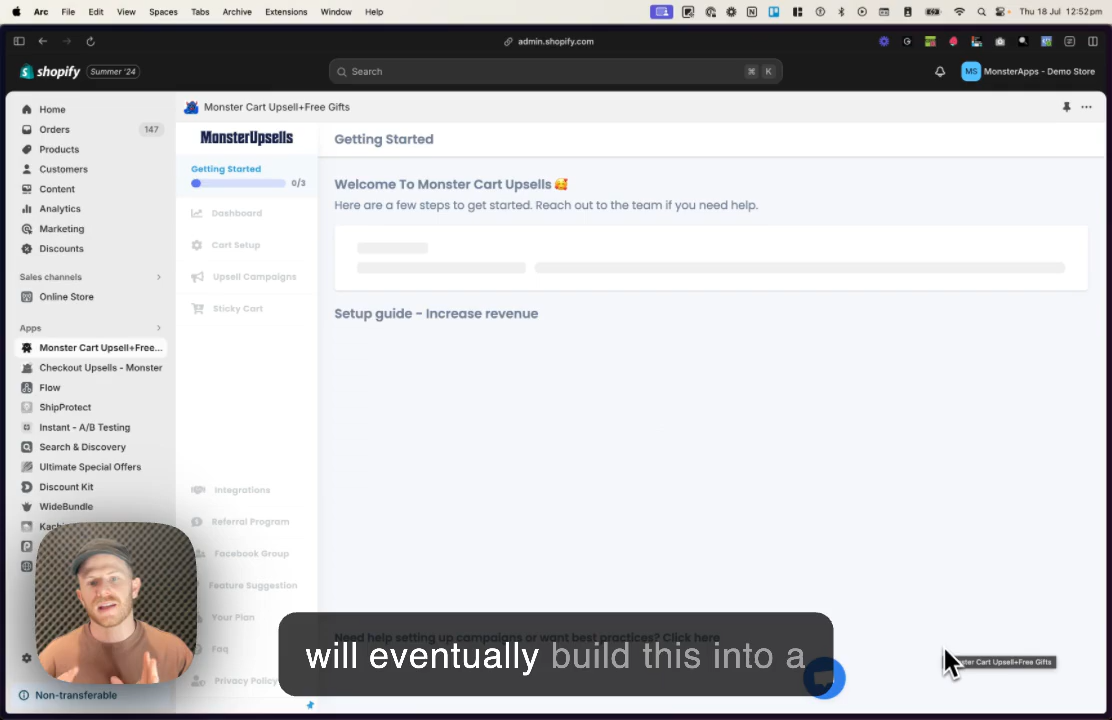 Arc File Edit View Spaces Tabs Archive Extensions Window Help Thu 18 Jul 12:52pm
admin.shopify.com
shopify Summer '24 Search ⌘ K MS MonsterApps - Demo Store
Home
Orders 147
Products
Customers
Content
Analytics
Marketing
Discounts
Sales channels
Online Store
Apps
Monster Cart Upsell+Free...
Checkout Upsells - Monster
Flow
ShipProtect
Instant - A/B Testing
Search & Discovery
Ultimate Special Offers
Discount Kit
WideBundle
Non-transferable
Monster Cart Upsell+Free Gifts
MonsterUpsells
Getting Started
0/3
Dashboard
Cart Setup
Upsell Campaigns
Sticky Cart
Integrations
Referral Program
Facebook Group
Feature Suggestion
Your Plan
Faq
Privacy Policy
Getting Started
Welcome To Monster Cart Upsells 🥰
Here are a few steps to get started. Reach out to the team if you need help.
Setup guide - Increase revenue
Need help setting up campaigns or want best practices? Click here
will eventually build this into a
Cart Upsell+Free Gifts